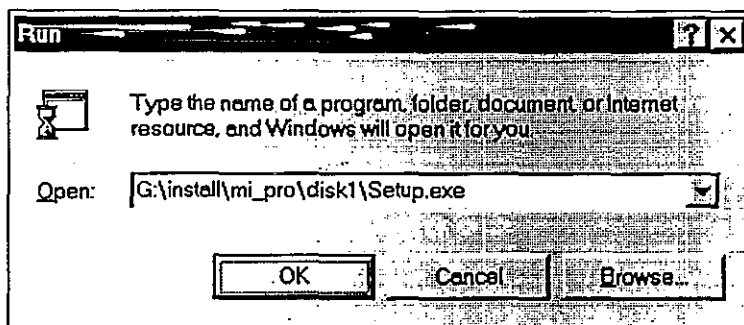 Run
Type the name of a program, folder, document, or Internet
resource, and Windows will open it for you.
Open: G:\install\mi_pro\disk1\Setup.exe
OK Cancel Browse...